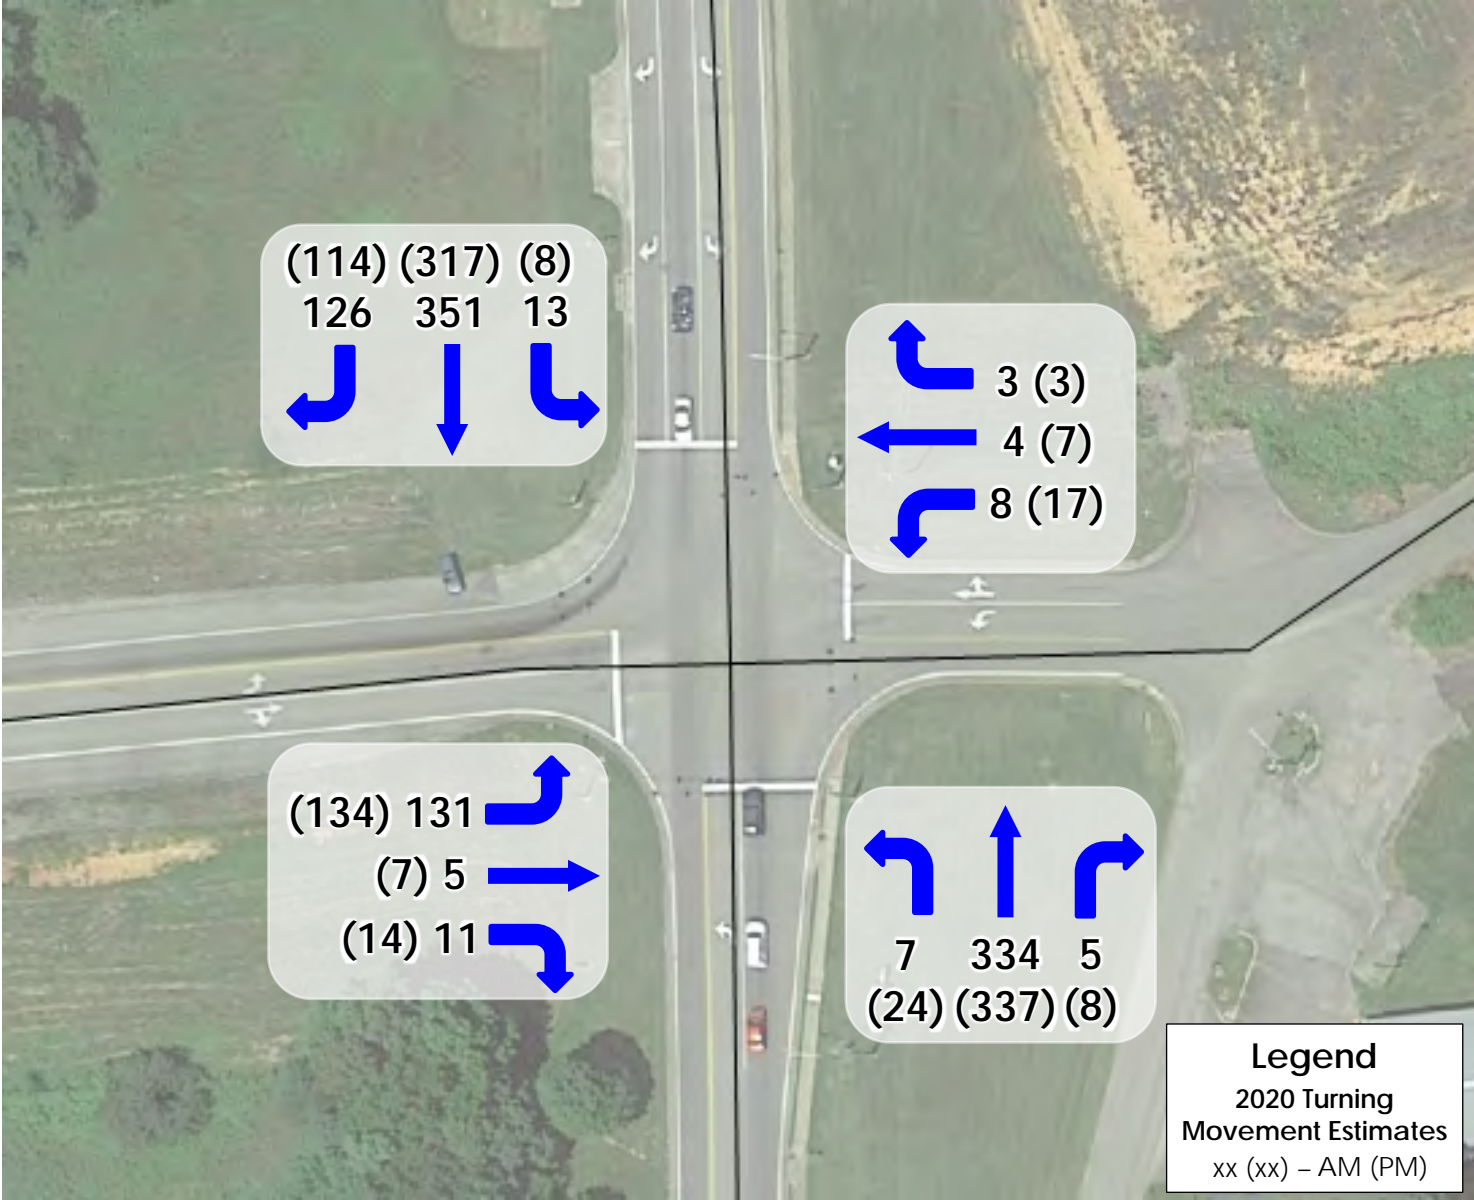 (114) (317) (8)
126 351 13
3 (3)
4 (7)
8 (17)
(134) 131
(7) 5
(14) 11
7 334 5
(24) (337) (8)
Legend
2020 Turning
Movement Estimates
xx (xx) – AM (PM)